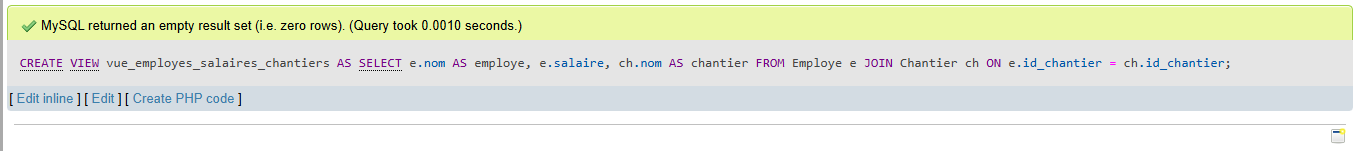 MySQL returned an empty result set (i.e. zero rows). (Query took 0.0010 seconds.)
CREATE VIEW vue_employes_salaires_chantiers AS SELECT e.nom AS employe, e.salaire, ch.nom AS chantier FROM Employe e JOIN Chantier ch ON e.id_chantier = ch.id_chantier;
[ Edit inline ] [ Edit ] [ Create PHP code ]